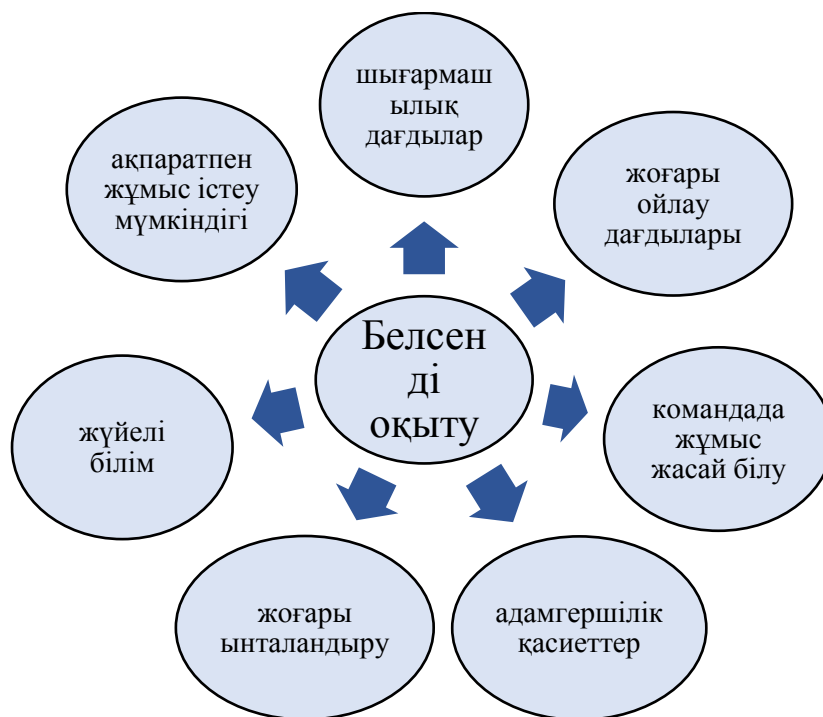 шығармаш
ылық
дағдылар
жоғары
ойлау
дағдылары
командада
жұмыс
жасай білу
адамгершілік
қасиеттер
жоғары
ынталандыру
жүйелі
білім
ақпаратпен
жұмыс істеу
мүмкіндігі
Белсен
ді
оқыту